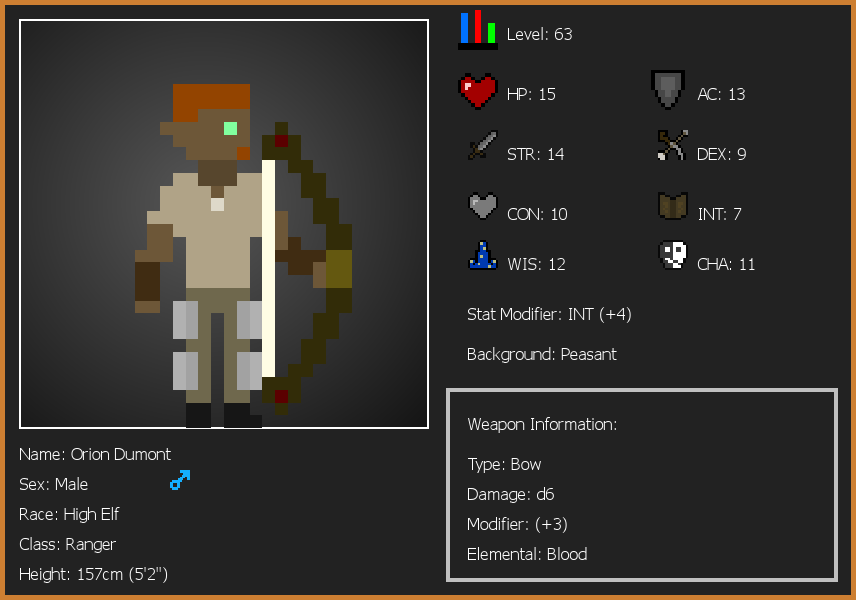 Level: 63
HP: 15
AC: 13
STR: 14
DEX: 9
CON: 10
INT: 7
WIS: 12
CHA: 11
Stat Modifier: INT (+4)
Background: Peasant
Weapon Information:
Type: Bow
Damage: d6
Modifier: (+3)
Elemental: Blood
Name: Orion Dumont
Sex: Male
Race: High Elf
Class: Ranger
Height: 157cm (5'2")